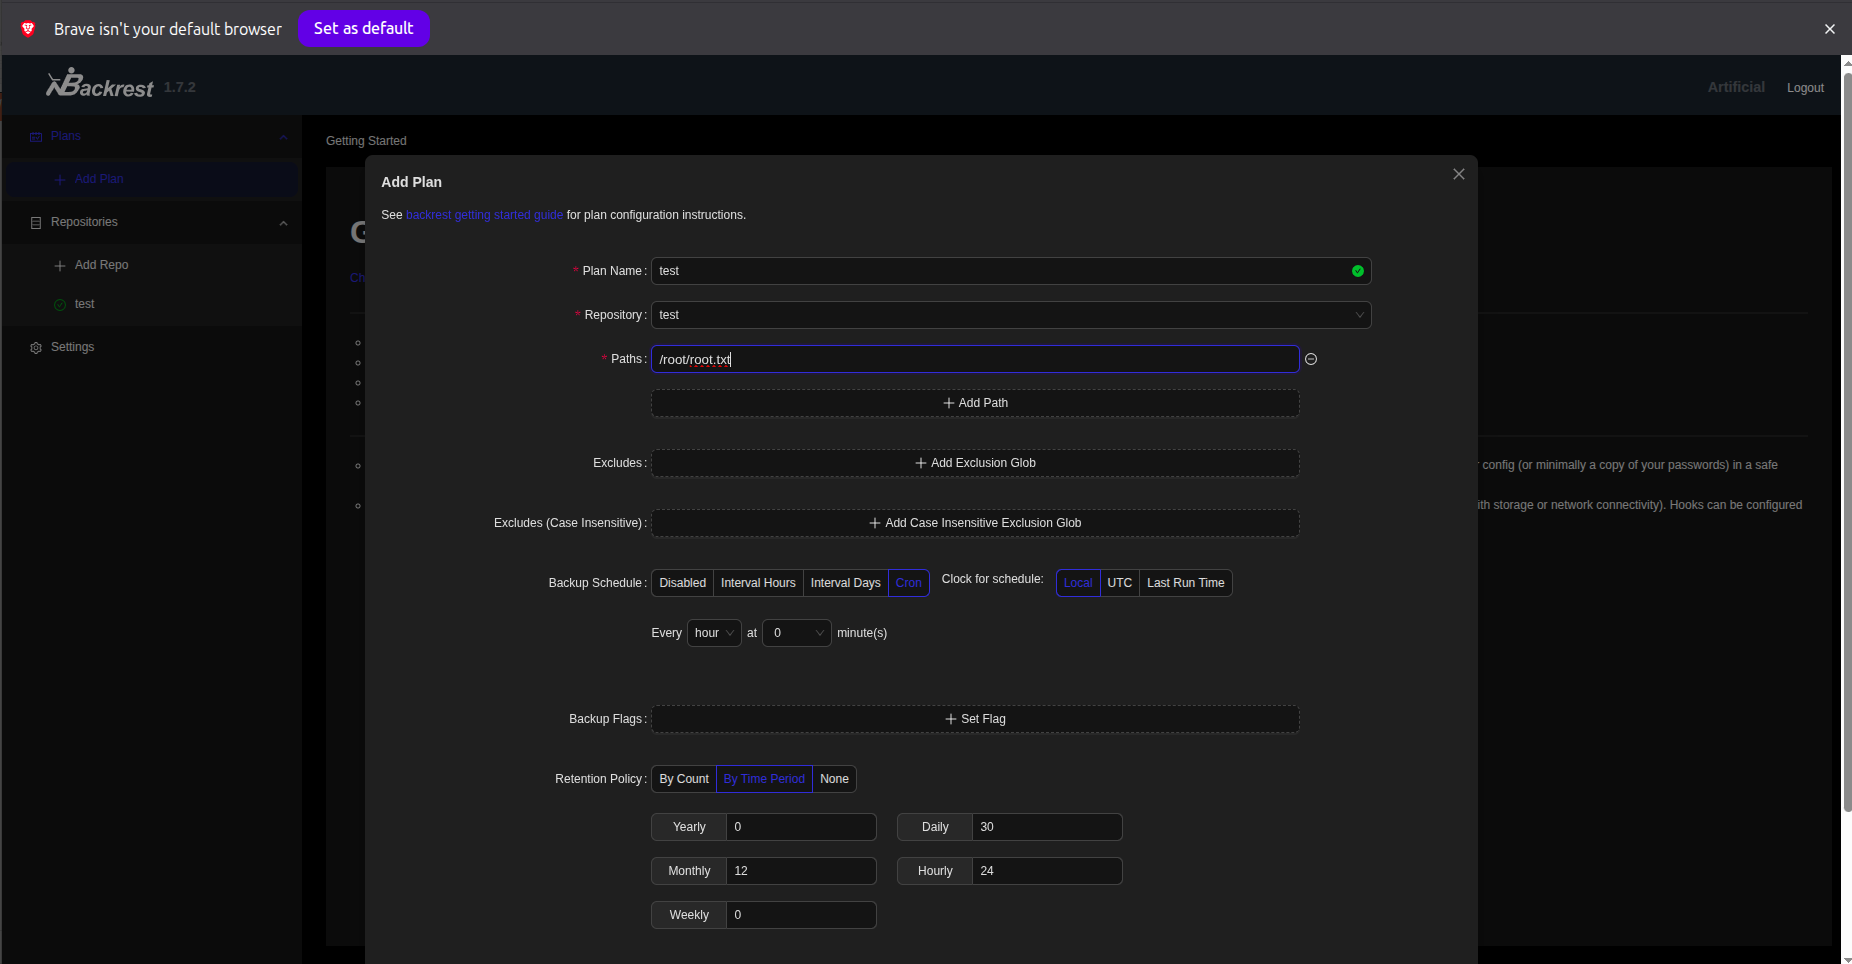 Brave isn't your default browser Set as default
Backrest 1.7.2 Artificial Logout
Plans
Add Plan
Repositories
Add Repo
test
Settings
Getting Started
G
Ch
Add Plan
See backrest getting started guide for plan configuration instructions.
* Plan Name: test
* Repository: test
* Paths: /root/root.txt
Add Path
Excludes: Add Exclusion Glob
Excludes (Case Insensitive): Add Case Insensitive Exclusion Glob
Backup Schedule: Disabled Interval Hours Interval Days Cron Clock for schedule: Local UTC Last Run Time
Every hour at 0 minute(s)
Backup Flags: Set Flag
Retention Policy: By Count By Time Period None
Yearly 0 Daily 30
Monthly 12 Hourly 24
Weekly 0
config (or minimally a copy of your passwords) in a safe
ith storage or network connectivity). Hooks can be configured